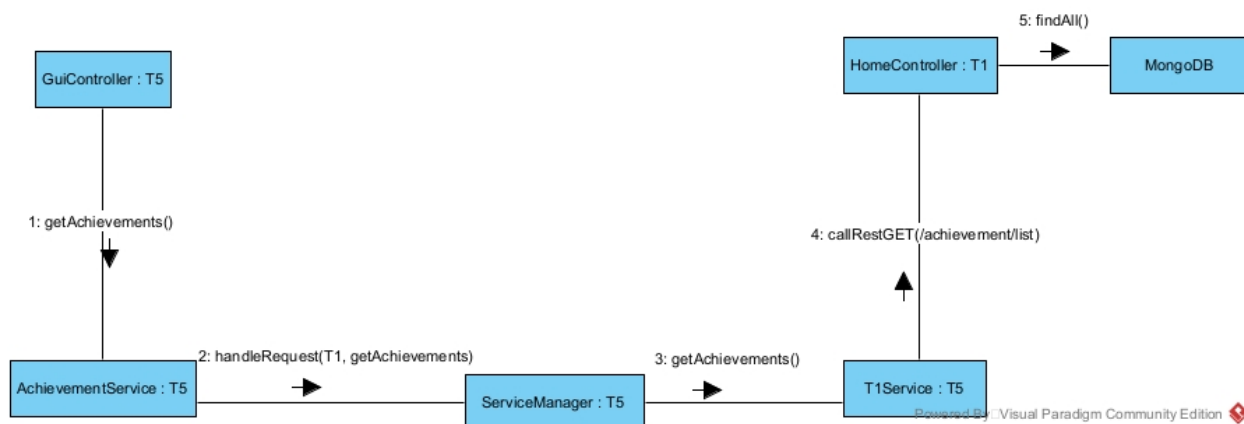 5: findAll()
GuiController : T5
HomeController : T1
MongoDB
1: getAchievements()
4: callRestGET(/achievement/list)
2: handleRequest(T1, getAchievements)
3: getAchievements()
AchievementService : T5
ServiceManager : T5
T1Service : T5
Powered By Visual Paradigm Community Edition